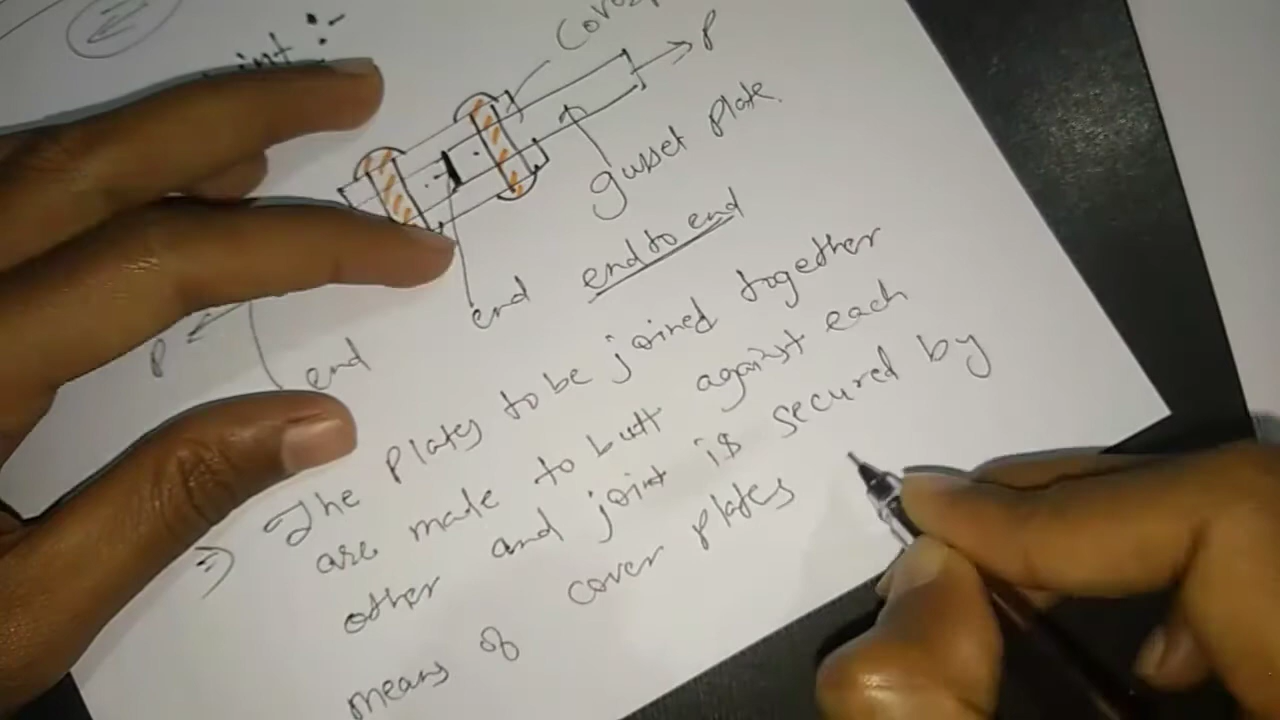 2
P
gusset plate.
end end to end
P end
⇒ The plates to be joined together
are made to butt against each
other and joint is secured by
means of cover plates